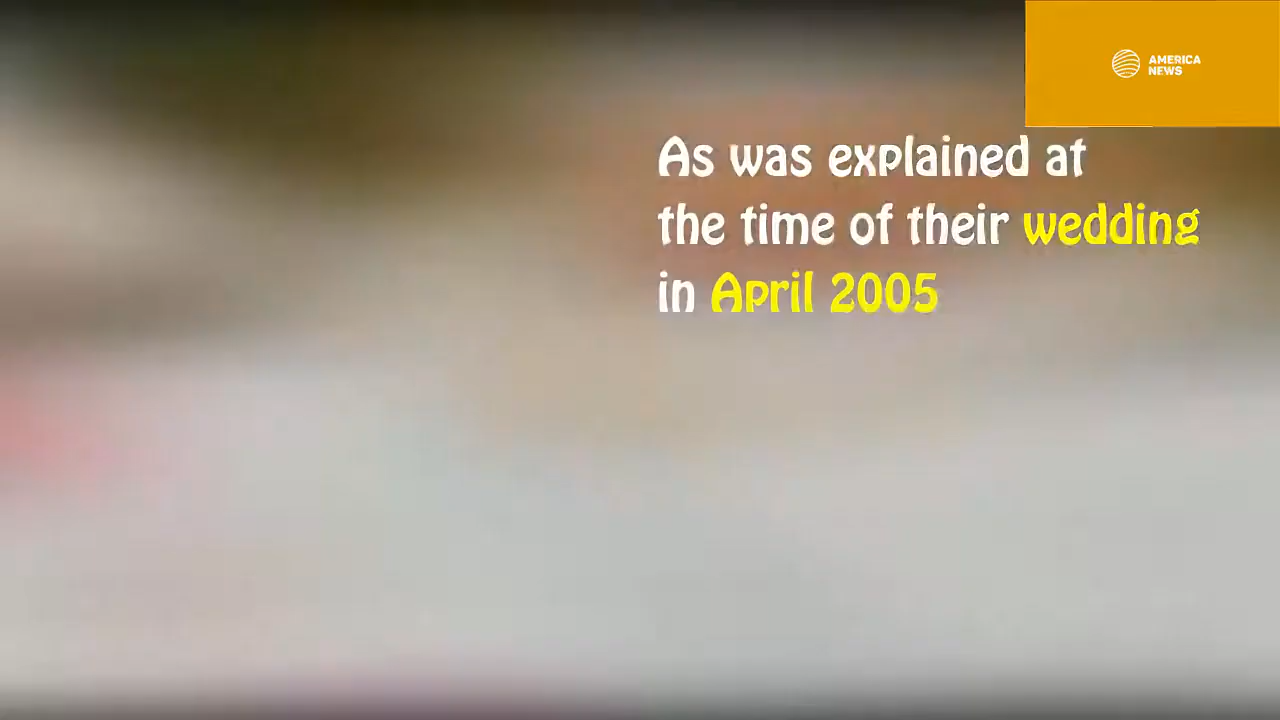 AMERICA
NEWS
As was explained at
the time of their wedding
in April 2005